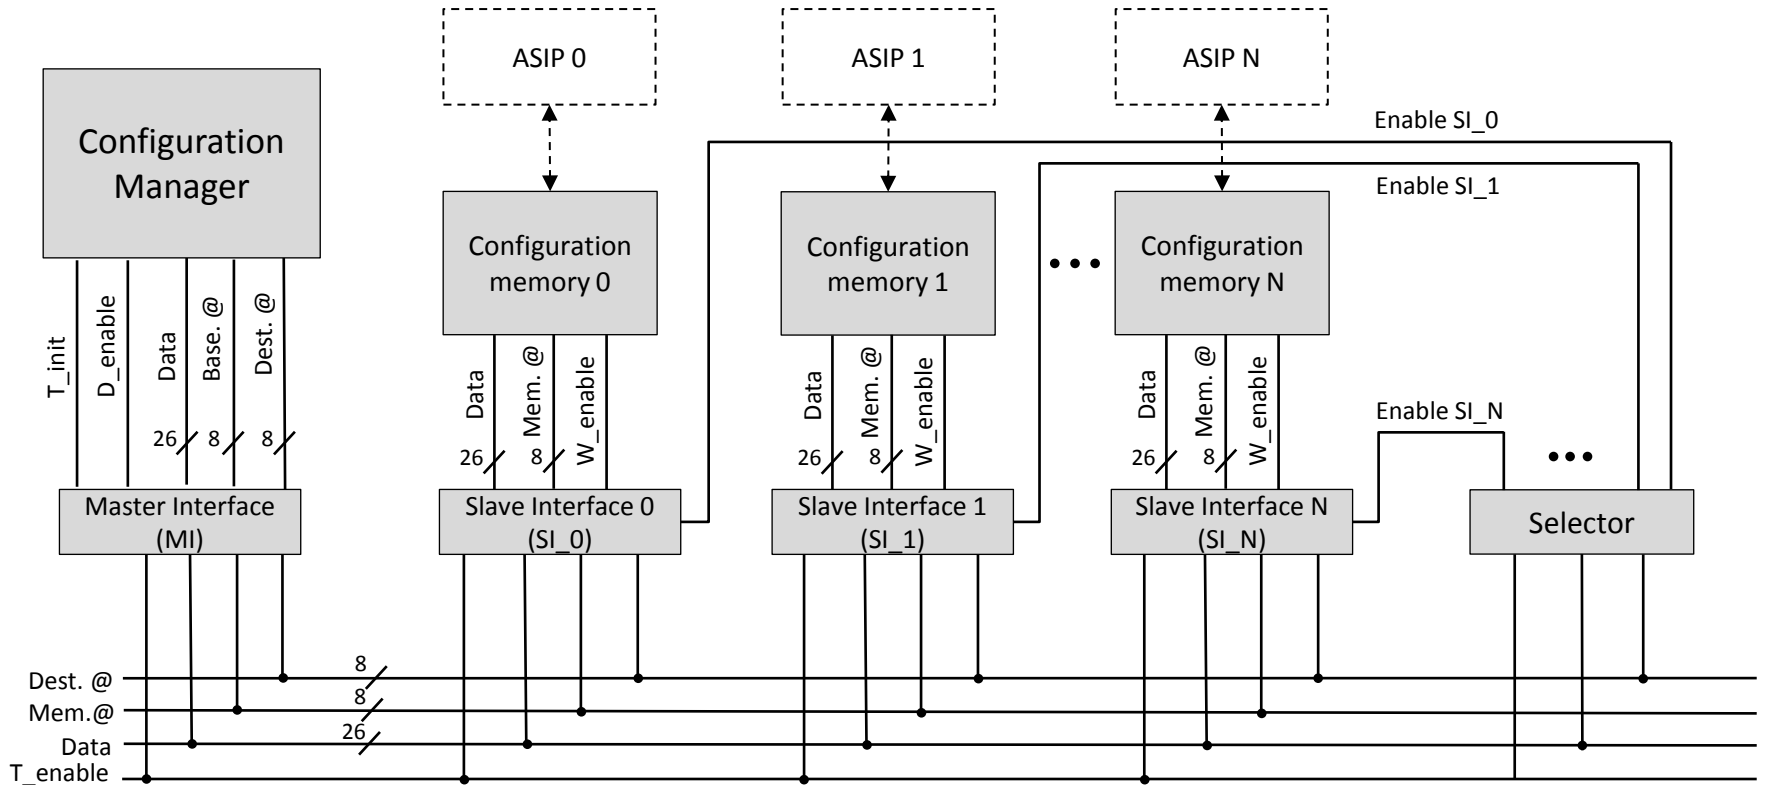 ASIP 0
ASIP 1
ASIP N
Configuration
Manager
Enable SI_0
Enable SI_1
Configuration
memory 0
Configuration
memory 1
Configuration
memory N
T_init
D_enable
Data
Base. @
Dest. @
26
8
8
Data
Mem. @
W_enable
26
8
Data
Mem. @
W_enable
26
8
Data
Mem. @
W_enable
26
8
Enable SI_N
Master Interface
(MI)
Slave Interface 0
(SI_0)
Slave Interface 1
(SI_1)
Slave Interface N
(SI_N)
Selector
Dest. @
8
Mem.@
8
Data
26
T_enable